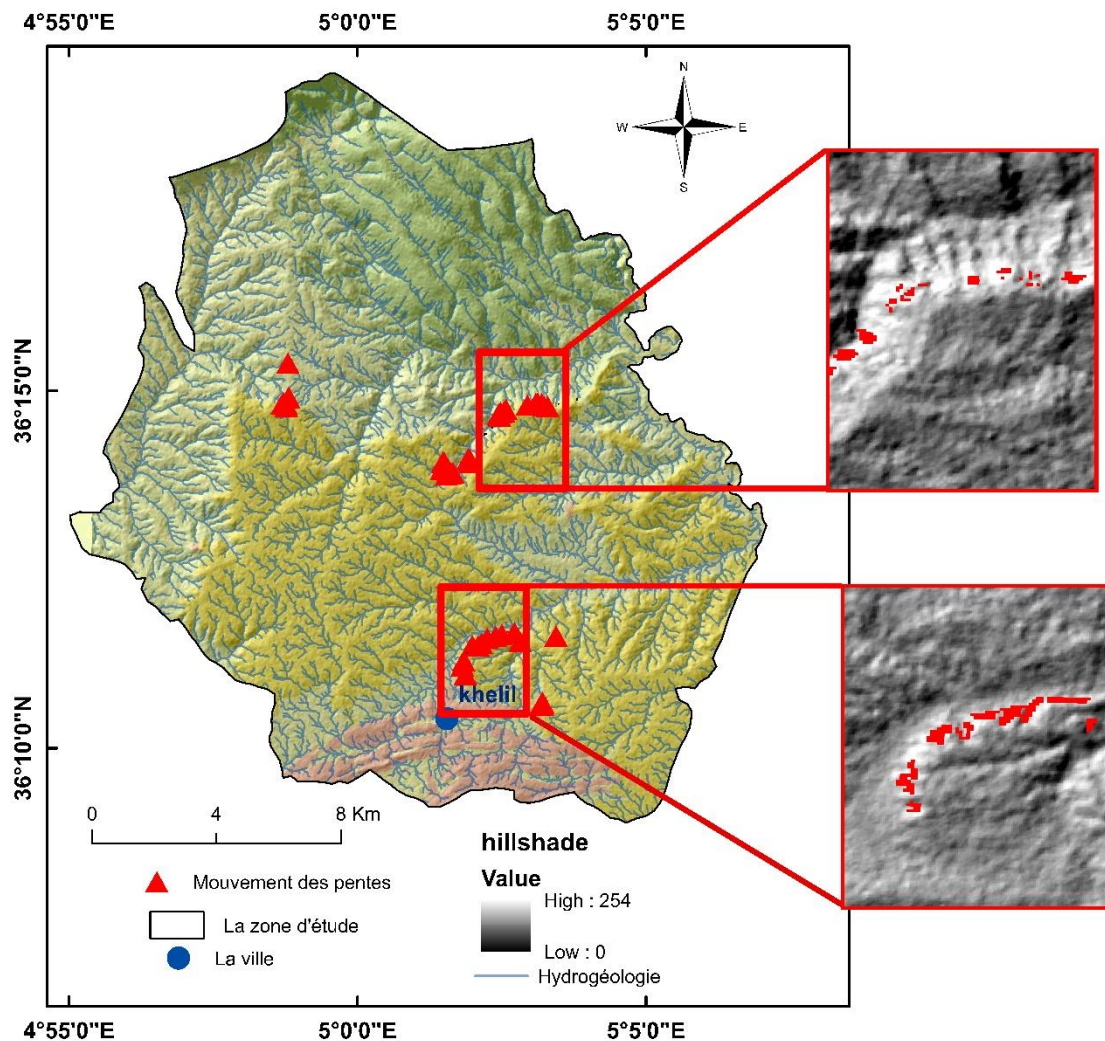 4°55'0"E 5°0'0"E 5°5'0"E
N
W E
S
36°15'0"N
khelil
36°10'0"N
0 4 8 Km
Mouvement des pentes
La zone d'étude
La ville
hillshade
Value
High : 254
Low : 0
Hydrogéologie
4°55'0"E 5°0'0"E 5°5'0"E